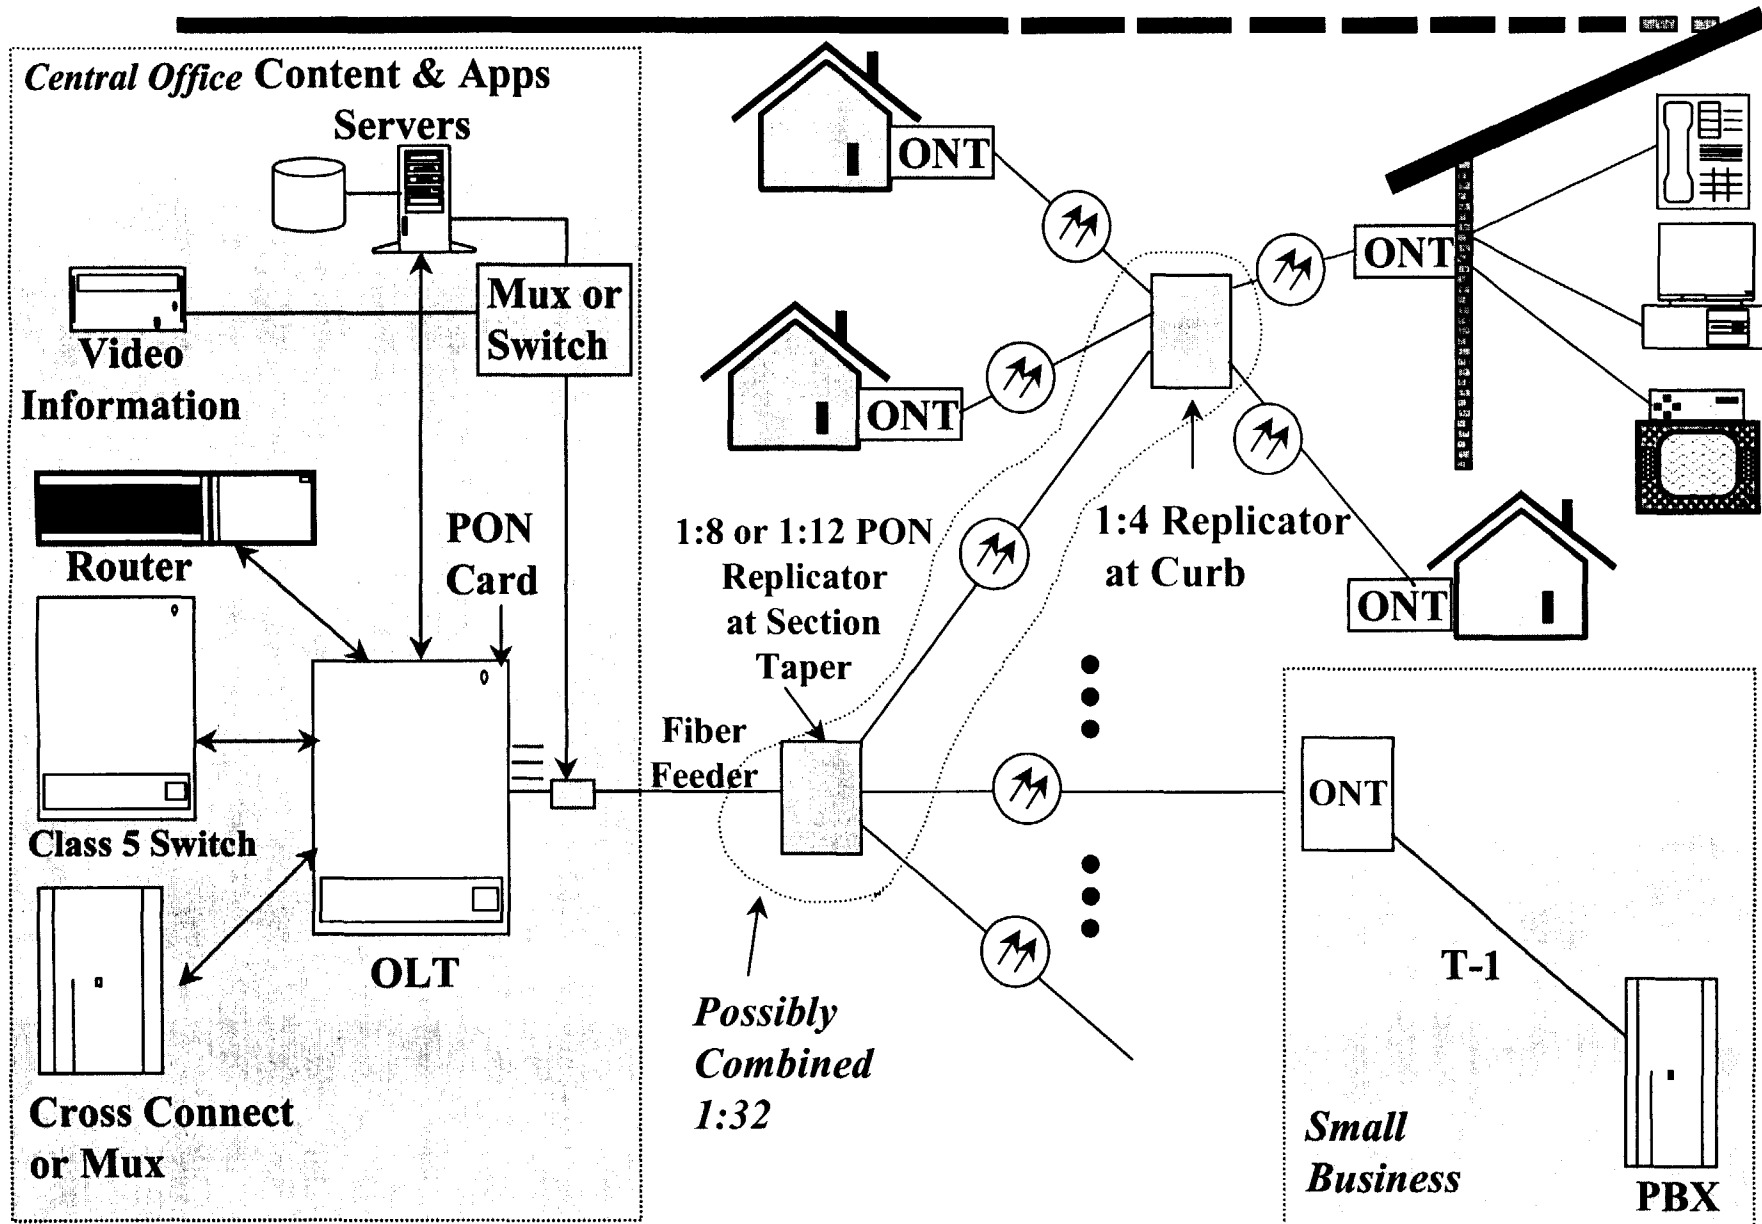 Central Office Content & Apps
Servers
Mux or
Switch
Video
Information
Router
PON
Card
Class 5 Switch
OLT
Cross Connect
or Mux
ONT
ONT
ONT
ONT
1:8 or 1:12 PON
Replicator
at Section
Taper
1:4 Replicator
at Curb
Fiber
Feeder
Possibly
Combined
1:32
ONT
T-1
Small
Business
PBX